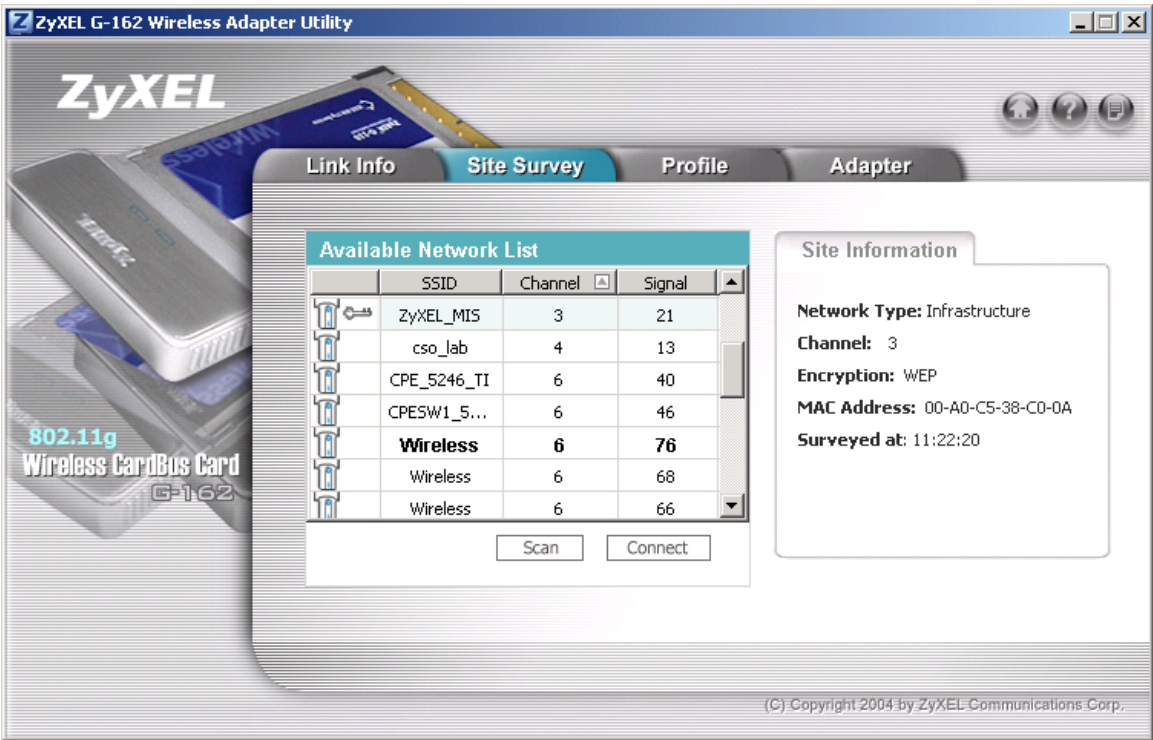 ZyXEL G-162 Wireless Adapter Utility
ZyXEL
Wireless
ZyXEL
Link Info Site Survey Profile Adapter
Available Network List
SSID Channel Signal
ZyXEL_MIS 3 21
cso_lab 4 13
CPE_5246_TI 6 40
CPESW1_5... 6 46
Wireless 6 76
Wireless 6 68
Wireless 6 66
Scan Connect
Site Information
Network Type: Infrastructure
Channel: 3
Encryption: WEP
MAC Address: 00-A0-C5-38-C0-0A
Surveyed at: 11:22:20
802.11g
Wireless CardBus Card
G-162
(C) Copyright 2004 by ZyXEL Communications Corp.